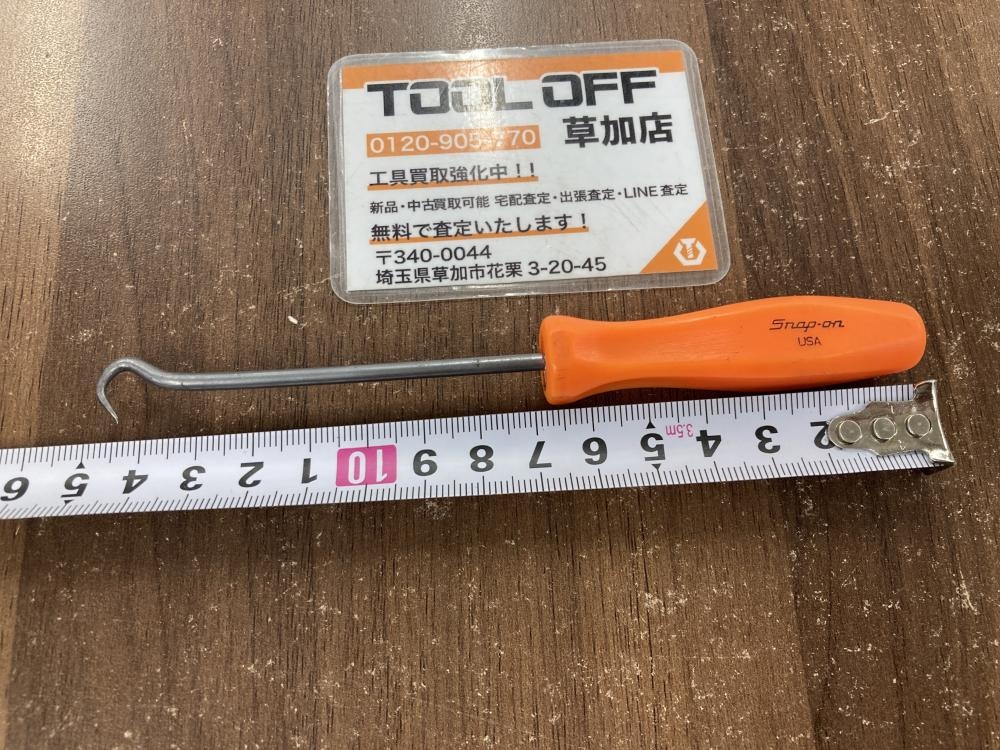 TOOL OFF
0120-905-770 草加店
工具買取強化中!!
新品・中古買取可能 宅配査定・出張査定・LINE査定
無料で査定いたします!
〒340-0044
埼玉県草加市花栗 3-20-45
Snap-on
USA
6 5 4 3 2 1 10 9 8 7 6 5 3.5m 4 3 2